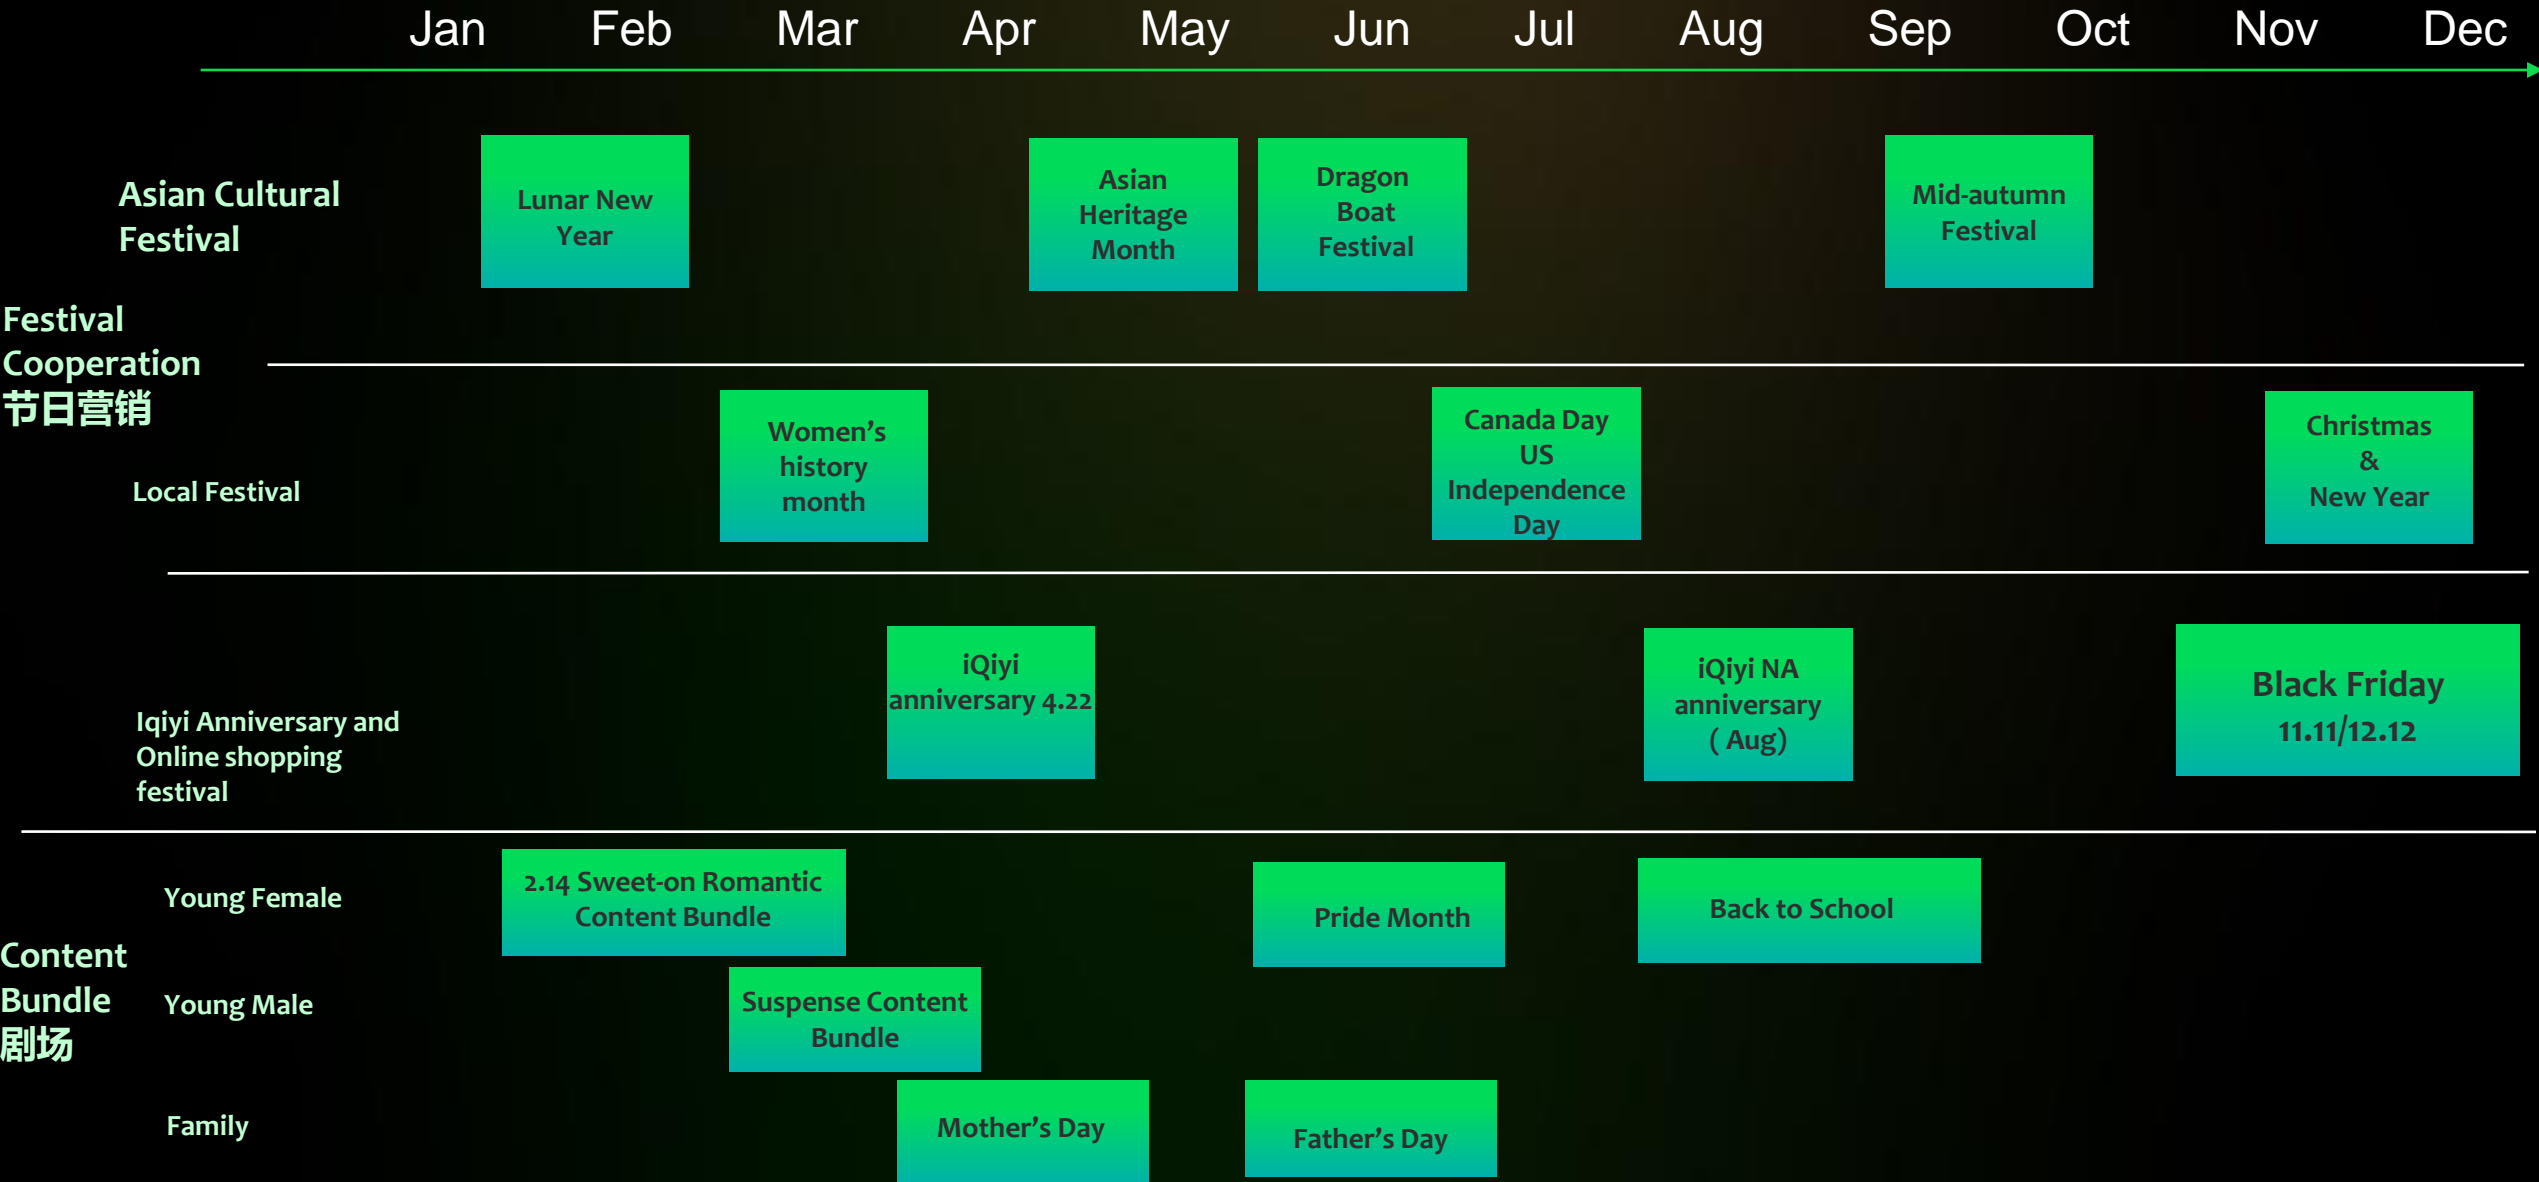 Jan Feb Mar Apr May Jun Jul Aug Sep Oct Nov Dec
Asian Cultural
Festival
Lunar New
Year
Asian
Heritage
Month
Dragon
Boat
Festival
Mid-autumn
Festival
Festival
Cooperation
节日营销
Local Festival
Women’s
history
month
Canada Day
US
Independence
Day
Christmas
&
New Year
Iqiyi Anniversary and
Online shopping
festival
iQiyi
anniversary 4.22
iQiyi NA
anniversary
( Aug)
Black Friday
11.11/12.12
Content
Bundle
剧场
Young Female
2.14 Sweet-on Romantic
Content Bundle
Pride Month
Back to School
Young Male
Suspense Content
Bundle
Family
Mother’s Day
Father’s Day